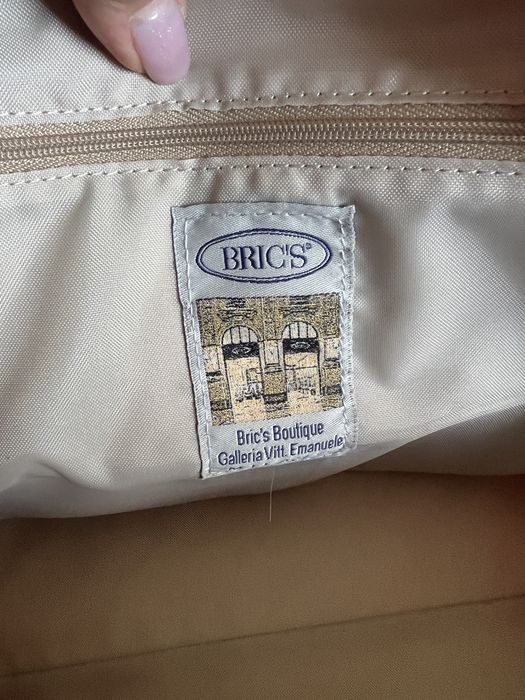 BRIC'S®
Bric's Boutique
Galleria Vitt. Emanuele